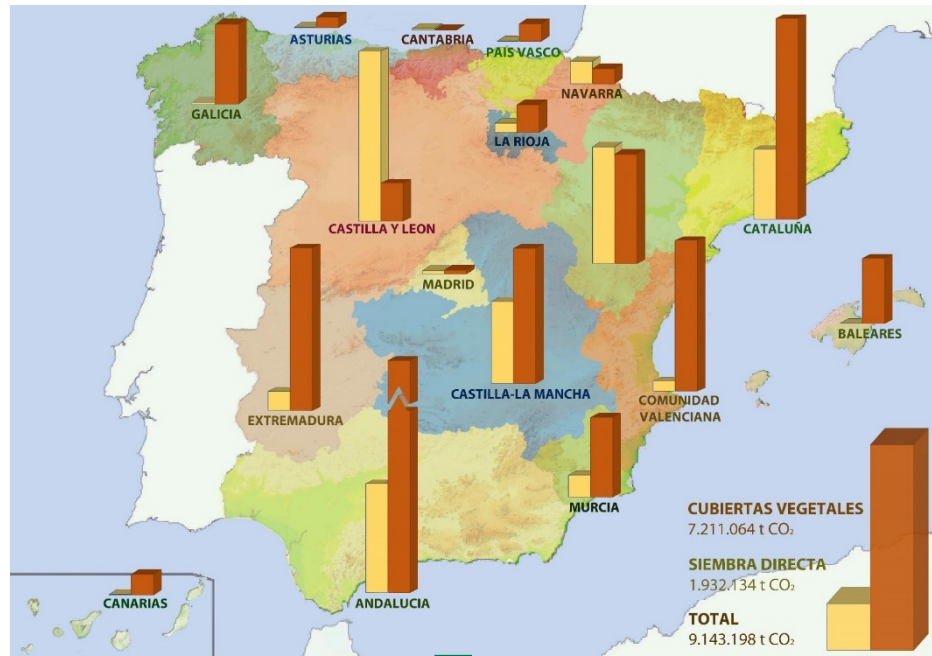 ASTURIAS
CANTABRIA
PAIS VASCO
GALICIA
NAVARRA
LA RIOJA
CASTILLA Y LEON
CATALUÑA
MADRID
BALEARES
CASTILLA-LA MANCHA
COMUNIDAD
VALENCIANA
EXTREMADURA
MURCIA
CUBIERTAS VEGETALES
7.211.064 t CO₂
SIEMBRA DIRECTA
1.932.134 t CO₂
CANARIAS
ANDALUCIA
TOTAL
9.143.198 t CO₂